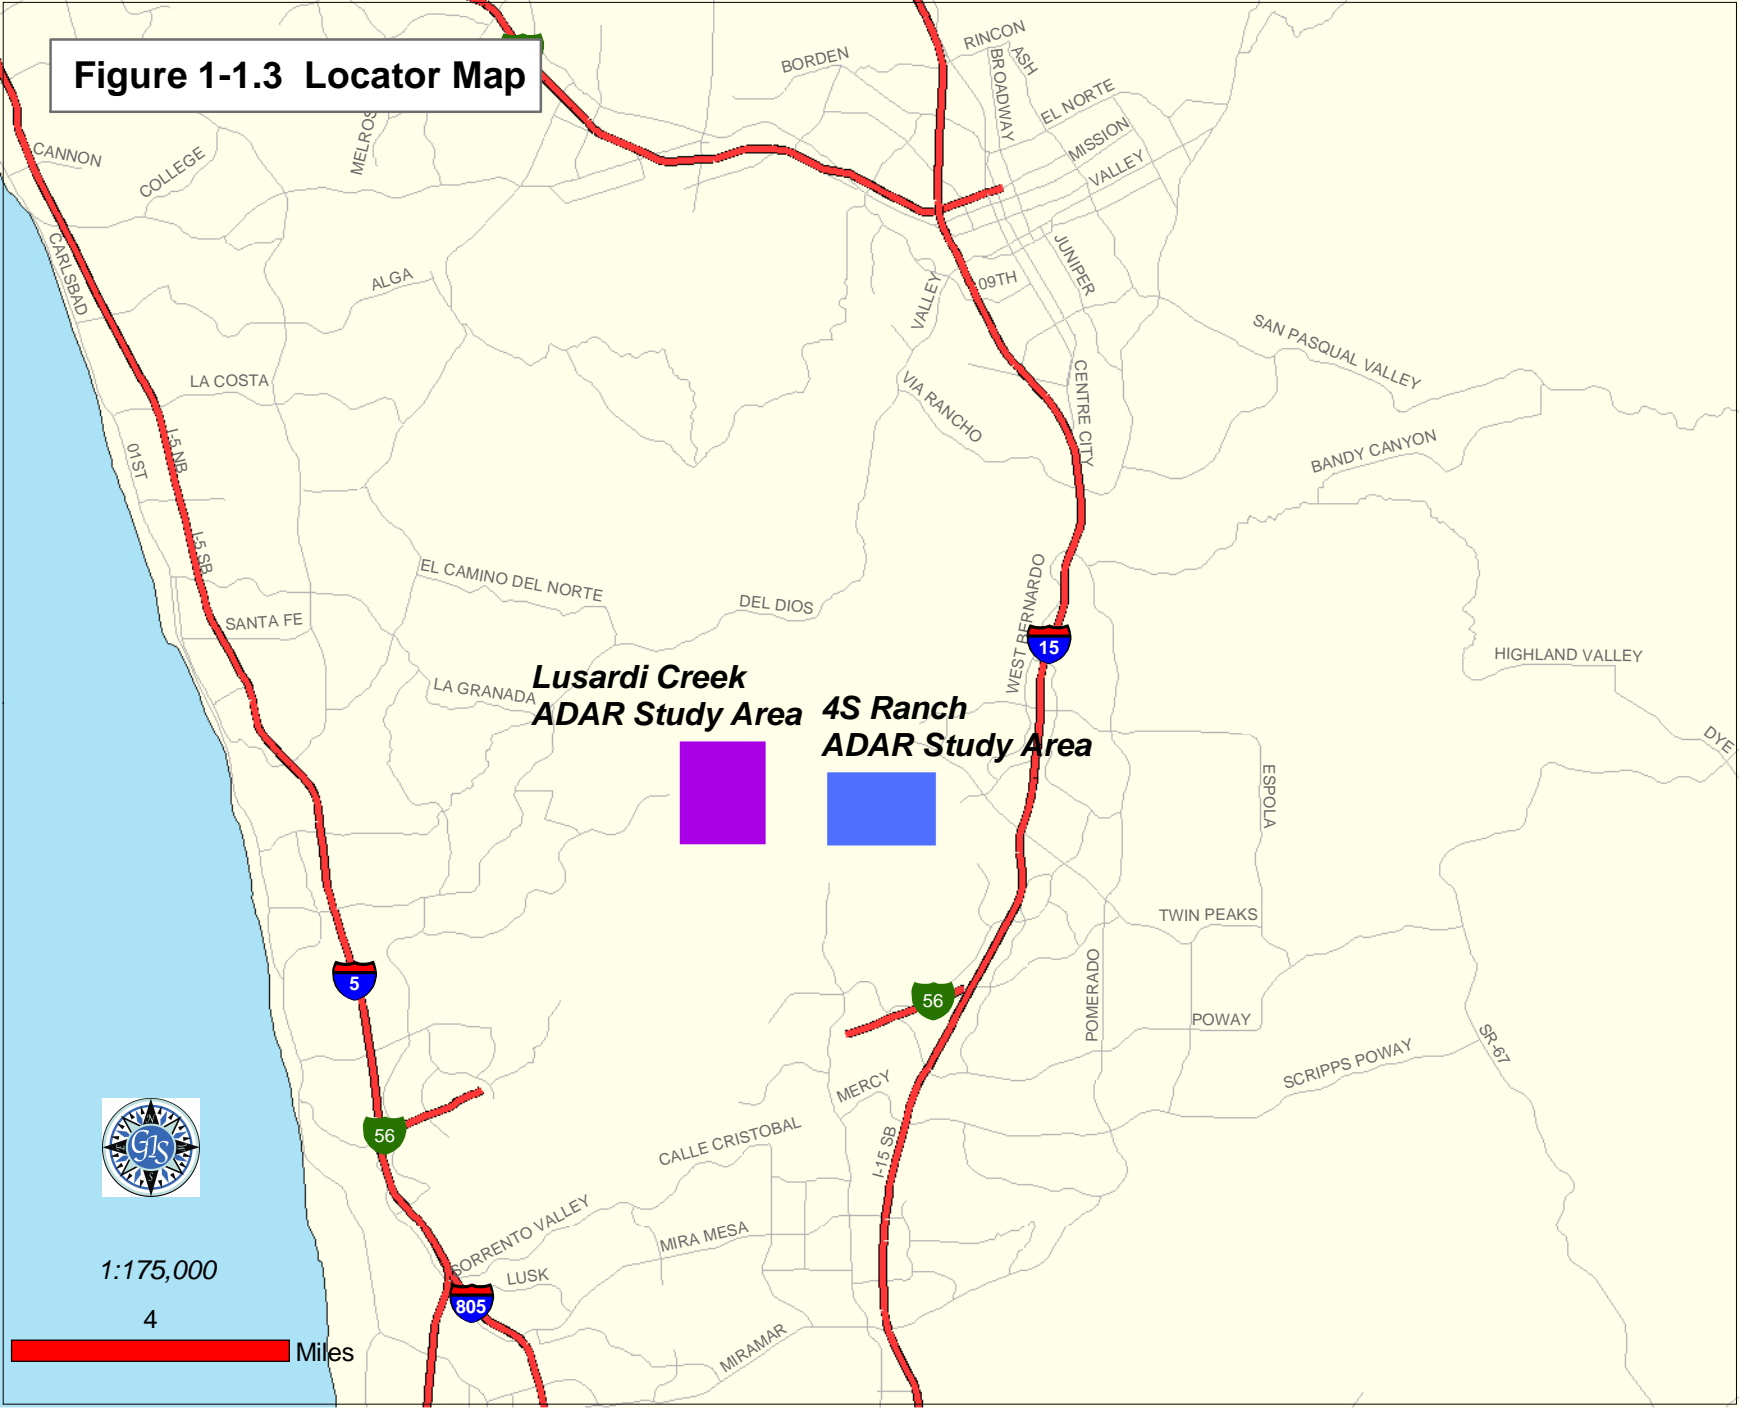 Figure 1-1.3  Locator Map
RINCON
ASH
BORDEN
BROADWAY
EL NORTE
MISSION
VALLEY
CANNON
COLLEGE
MELROS
CARLSBAD
ALGA
JUNIPER
09TH
VALLEY
SAN PASQUAL VALLEY
LA COSTA
VIA RANCHO
CENTRE CITY
I-5 NB
01ST
BANDY CANYON
I-5 SB
EL CAMINO DEL NORTE
DEL DIOS
WEST BERNARDO
SANTA FE
15
HIGHLAND VALLEY
LA GRANADA
Lusardi Creek
ADAR Study Area
4S Ranch
ADAR Study Area
DYE
ESPOLA
TWIN PEAKS
POMERADO
5
56
POWAY
SR-67
SCRIPPS POWAY
MERCY
56
CALLE CRISTOBAL
I-15 SB
GIS
N
S
SORRENTO VALLEY
MIRA MESA
LUSK
805
MIRAMAR
1:175,000
4
Miles